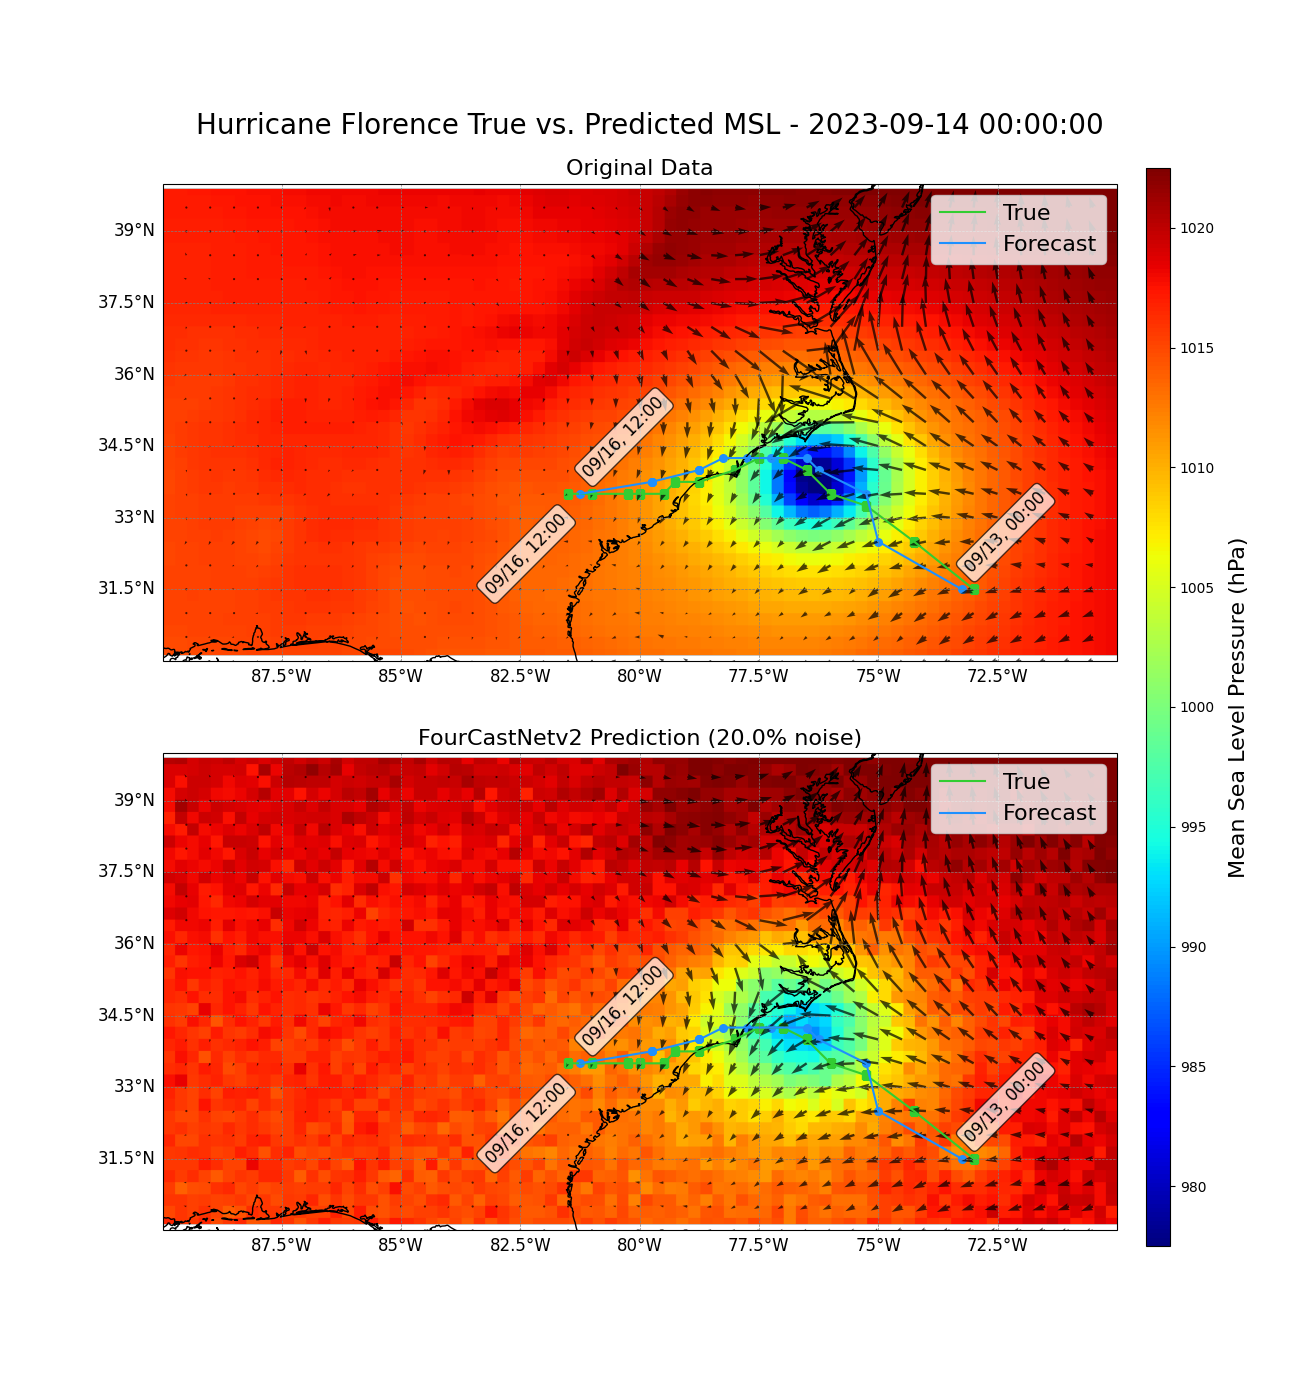 Hurricane Florence True vs. Predicted MSL - 2023-09-14 00:00:00
Original Data
39°N
37.5°N
36°N
34.5°N
33°N
31.5°N
True
Forecast
09/16, 12:00
09/16, 12:00
09/13, 00:00
87.5°W 85°W 82.5°W 80°W 77.5°W 75°W 72.5°W
FourCastNetv2 Prediction (20.0% noise)
39°N
37.5°N
36°N
34.5°N
33°N
31.5°N
True
Forecast
09/16, 12:00
09/16, 12:00
09/13, 00:00
87.5°W 85°W 82.5°W 80°W 77.5°W 75°W 72.5°W
1020
1015
1010
1005
1000
995
990
985
980
Mean Sea Level Pressure (hPa)